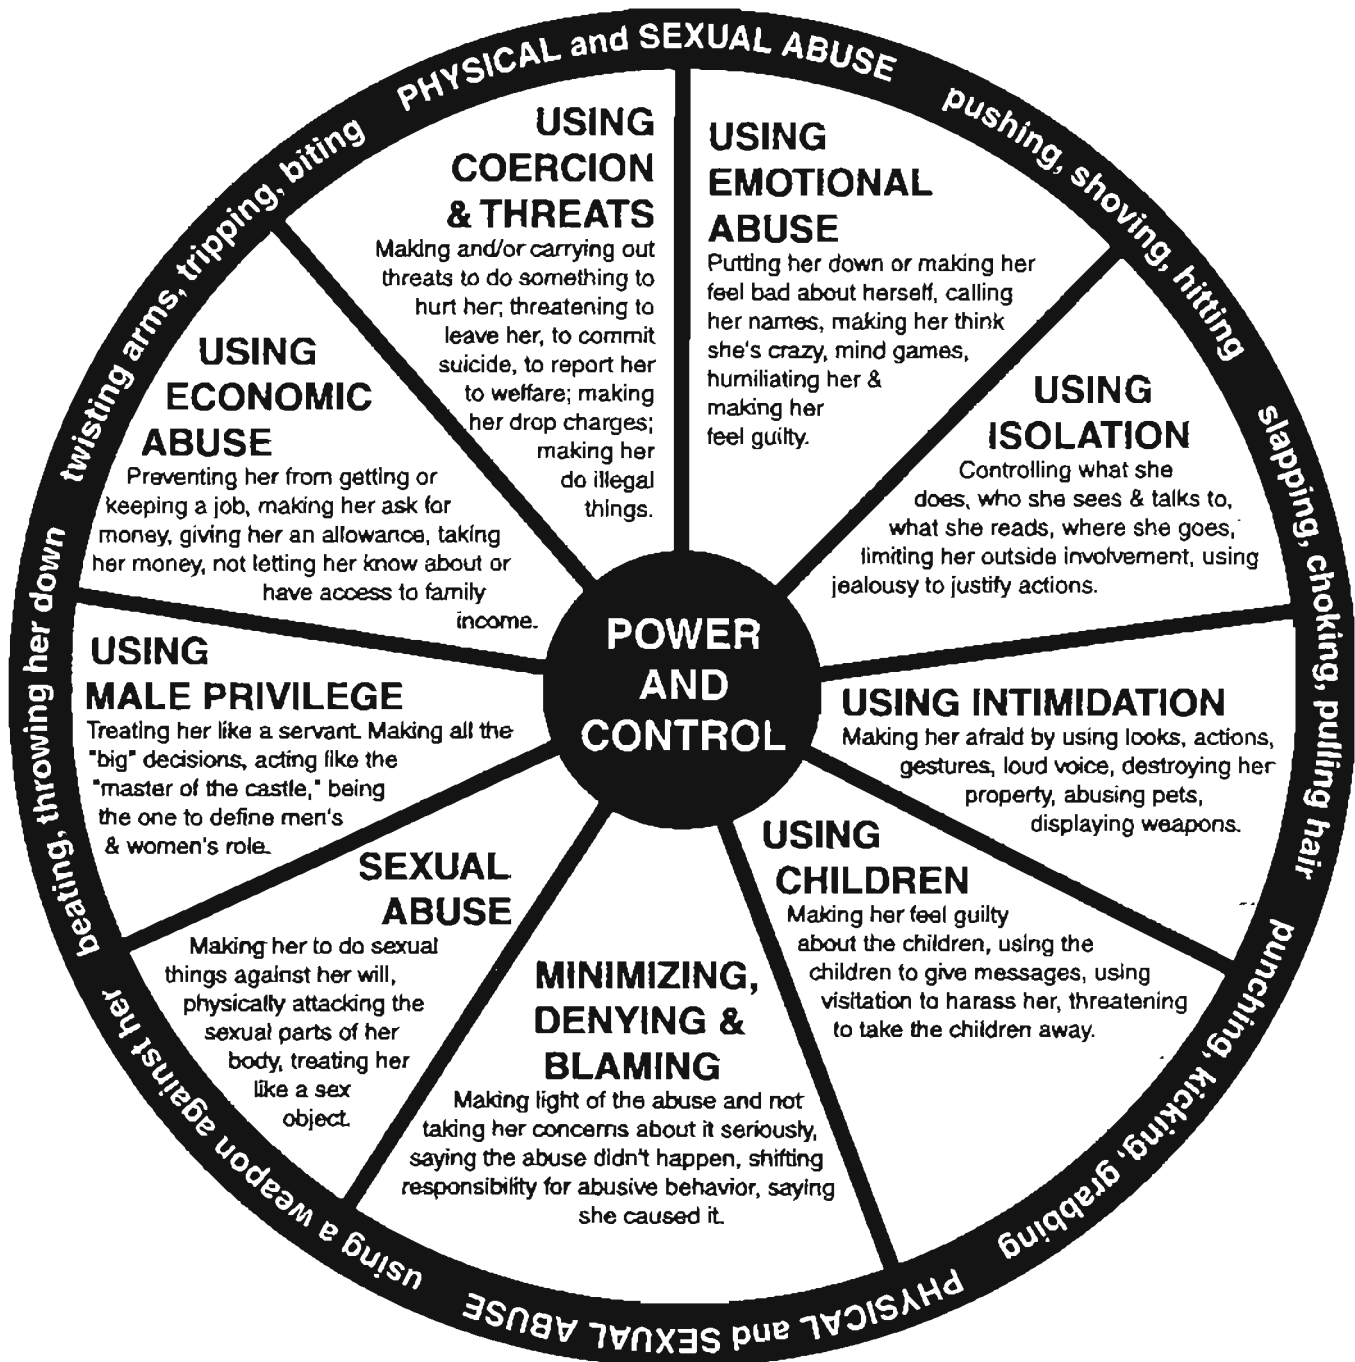 PHYSICAL and SEXUAL ABUSE
pushing, shoving, hitting
slapping, choking, pulling hair
punching, kicking, grabbing
PHYSICAL and SEXUAL ABUSE
using a weapon against her
beating, throwing her down
twisting arms, tripping, biting
USING
COERCION
& THREATS
Making and/or carrying out
threats to do something to
hurt her; threatening to
leave her, to commit
suicide, to report her
to welfare; making
her drop charges;
making her
do illegal
things.
USING
EMOTIONAL
ABUSE
Putting her down or making her
feel bad about herself, calling
her names, making her think
she's crazy, mind games,
humiliating her &
making her
feel guilty.
USING
ISOLATION
Controlling what she
does, who she sees & talks to,
what she reads, where she goes,
limiting her outside involvement, using
jealousy to justify actions.
USING INTIMIDATION
Making her afraid by using looks, actions,
gestures, loud voice, destroying her
property, abusing pets,
displaying weapons.
USING
CHILDREN
Making her feel guilty
about the children, using the
children to give messages, using
visitation to harass her, threatening
to take the children away.
MINIMIZING,
DENYING &
BLAMING
Making light of the abuse and not
taking her concerns about it seriously,
saying the abuse didn't happen, shifting
responsibility for abusive behavior, saying
she caused it.
SEXUAL
ABUSE
Making her to do sexual
things against her will,
physically attacking the
sexual parts of her
body, treating her
like a sex
object.
USING
MALE PRIVILEGE
Treating her like a servant. Making all the
"big" decisions, acting like the
"master of the castle," being
the one to define men's
& women's role.
USING
ECONOMIC
ABUSE
Preventing her from getting or
keeping a job, making her ask for
money, giving her an allowance, taking
her money, not letting her know about or
have access to family
income.
POWER
AND
CONTROL